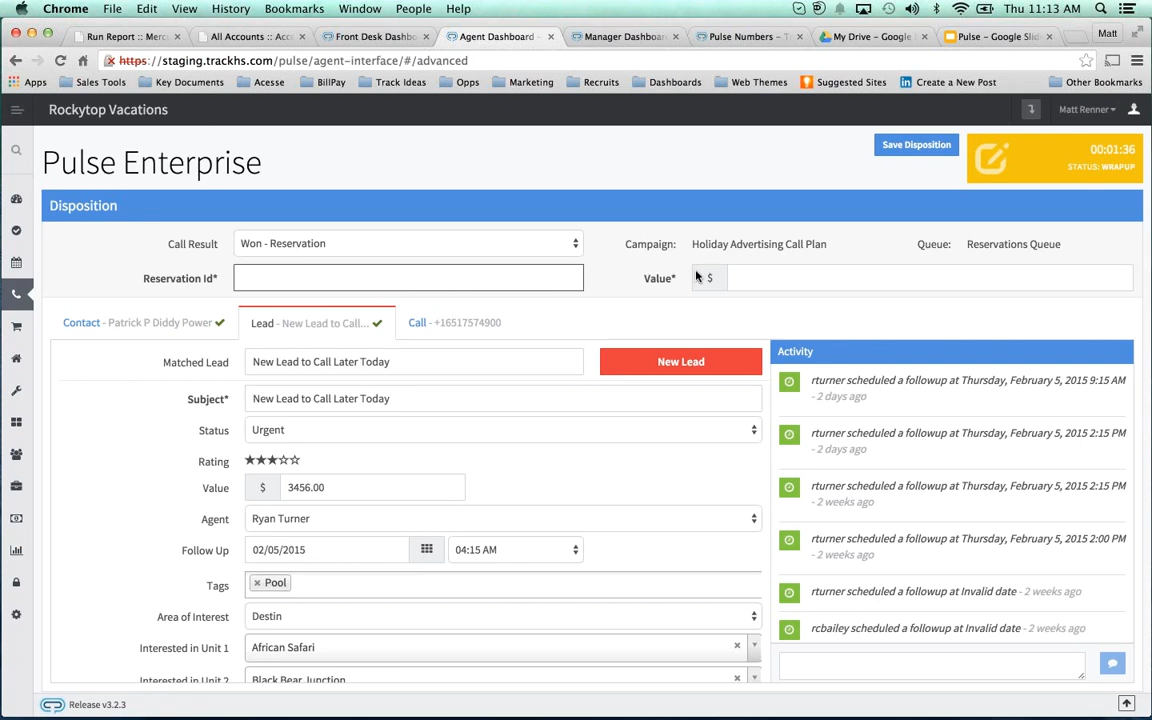 Chrome File Edit View History Bookmarks Window People Help Thu 11:13 AM
Run Report :: Merc
All Accounts :: Acce
Front Desk Dashbo
Agent Dashboard -
Manager Dashboar
Pulse Numbers - T
My Drive – Google
Pulse – Google Slid
Matt
https://staging.trackhs.com/pulse/agent-interface/#/advanced
Apps Sales Tools Key Documents Acesse BillPay Track Ideas Opps Marketing Recruits Dashboards Web Themes Suggested Sites Create a New Post Other Bookmarks
Rockytop Vacations Matt Renner
Pulse Enterprise
Save Disposition
00:01:36
STATUS: WRAPUP
Disposition
Call Result Won - Reservation Campaign: Holiday Advertising Call Plan Queue: Reservations Queue
Reservation Id* Value* $
Contact - Patrick P Diddy Power Lead - New Lead to Call... Call - +16517574900
Matched Lead New Lead to Call Later Today New Lead
Subject* New Lead to Call Later Today
Status Urgent
Rating ★★★☆☆
Value $ 3456.00
Agent Ryan Turner
Follow Up 02/05/2015 04:15 AM
Tags × Pool
Area of Interest Destin
Interested in Unit 1 African Safari ×
Interested in Unit 2 Black Bear Junction ×
Activity
rturner scheduled a followup at Thursday, February 5, 2015 9:15 AM
- 2 days ago
rturner scheduled a followup at Thursday, February 5, 2015 2:15 PM
- 2 days ago
rturner scheduled a followup at Thursday, February 5, 2015 2:15 PM
- 2 weeks ago
rturner scheduled a followup at Thursday, February 5, 2015 2:00 PM
- 2 weeks ago
rturner scheduled a followup at Invalid date - 2 weeks ago
rcbailey scheduled a followup at Invalid date - 2 weeks ago
Release v3.2.3